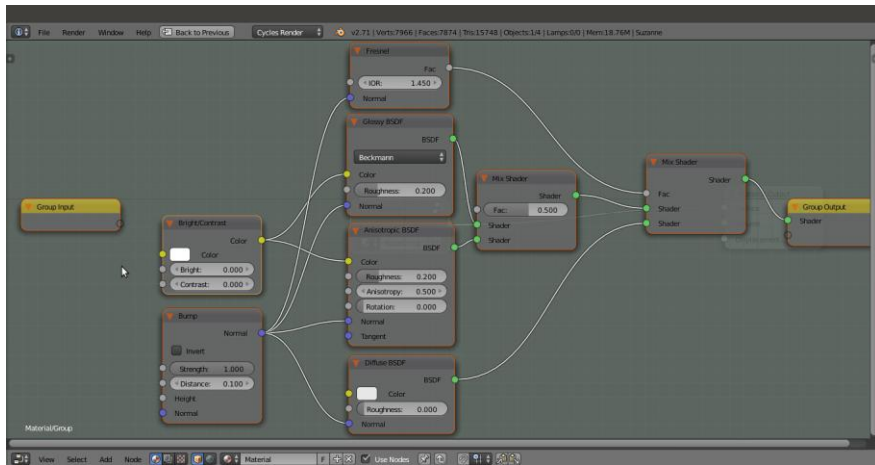 File Render Window Help Back to Previous Cycles Render v2.71 | Verts:7966 | Faces:7874 | Tris:15748 | Objects:1/4 | Lamps:0/0 | Mem:18.76M | Suzanne
Fresnel
Fac
IOR: 1.450
Normal
Glossy BSDF
BSDF
Beckmann
Color
Roughness: 0.200
Normal
Mix Shader
Shader
Fac: 0.500
Shader
Shader
Mix Shader
Shader
Fac
Shader
Shader
Group Input
Group Output
Shader
Bright/Contrast
Color
Color
Bright: 0.000
Contrast: 0.000
Anisotropic BSDF
BSDF
Color
Roughness: 0.200
Anisotropy: 0.500
Rotation: 0.000
Normal
Tangent
Bump
Normal
Invert
Strength: 1.000
Distance: 0.100
Height
Normal
Diffuse BSDF
BSDF
Color
Roughness: 0.000
Normal
Material/Group
View Select Add Node Material F Use Nodes